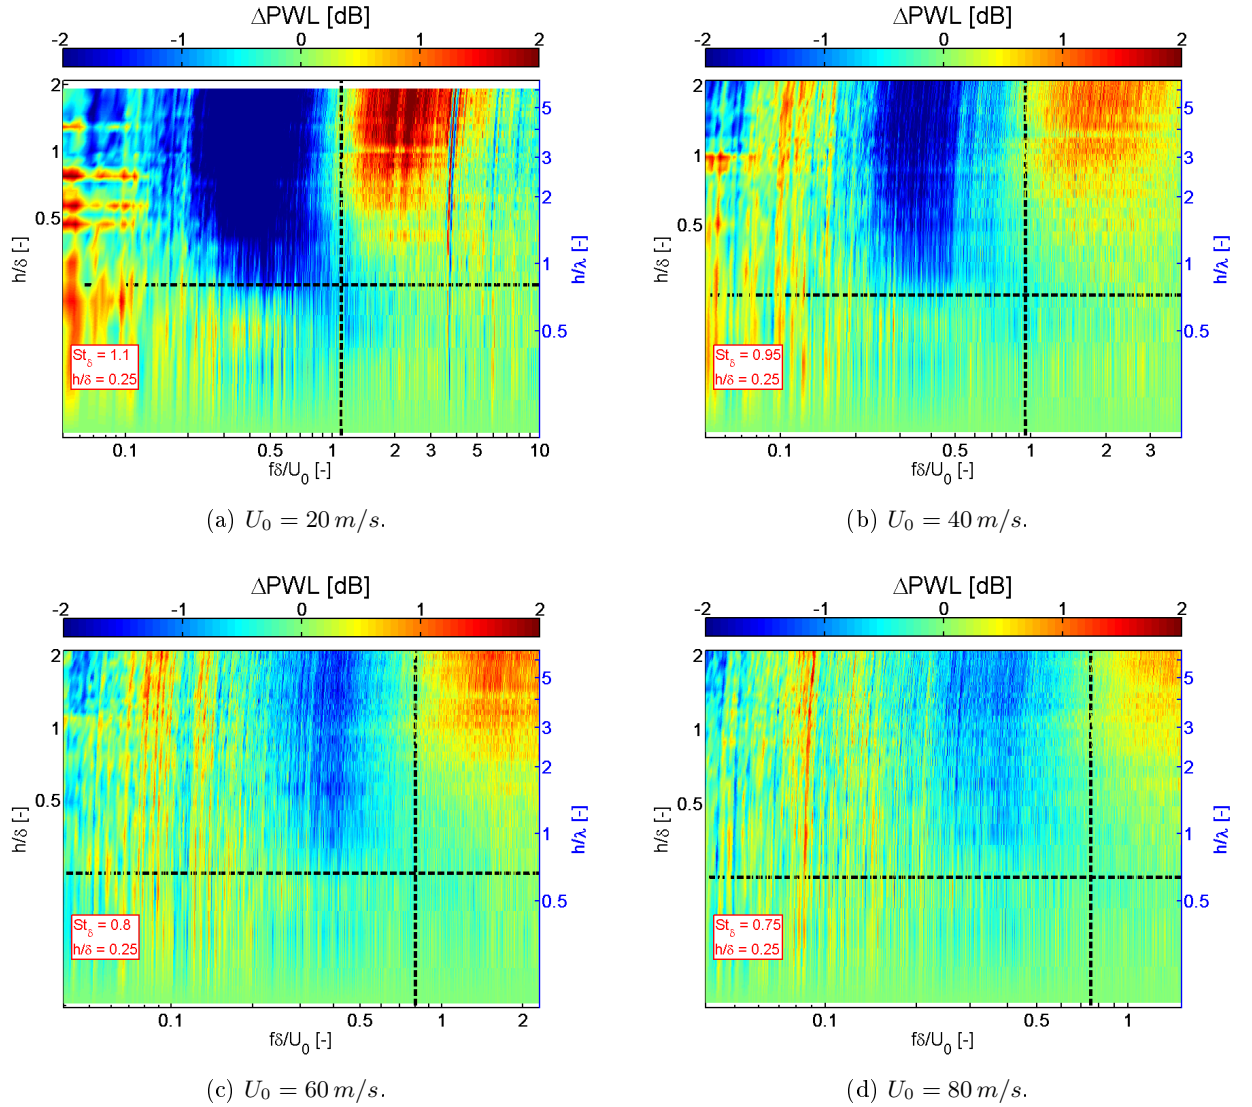 ΔPWL [dB]
-2 -1 0 1 2
2
1
0.5
h/δ [-]
5
3
2
1
0.5
h/λ [-]
St_δ = 1.1
h/δ = 0.25
0.1 0.5 1 2 3 5 10
fδ/U_0 [-]
(a) U_0 = 20 m/s.
ΔPWL [dB]
-2 -1 0 1 2
2
1
0.5
h/δ [-]
5
3
2
1
0.5
h/λ [-]
St_δ = 0.95
h/δ = 0.25
0.1 0.5 1 2 4
fδ/U_0 [-]
(b) U_0 = 40 m/s.
ΔPWL [dB]
-2 -1 0 1 2
2
1
0.5
h/δ [-]
5
3
2
1
0.5
h/λ [-]
St_δ = 0.8
h/δ = 0.25
0.1 0.5 1 2
fδ/U_0 [-]
(c) U_0 = 60 m/s.
ΔPWL [dB]
-2 -1 0 1 2
2
1
0.5
h/δ [-]
5
3
2
1
0.5
h/λ [-]
St_δ = 0.75
h/δ = 0.25
0.1 0.5 1
fδ/U_0 [-]
(d) U_0 = 80 m/s.